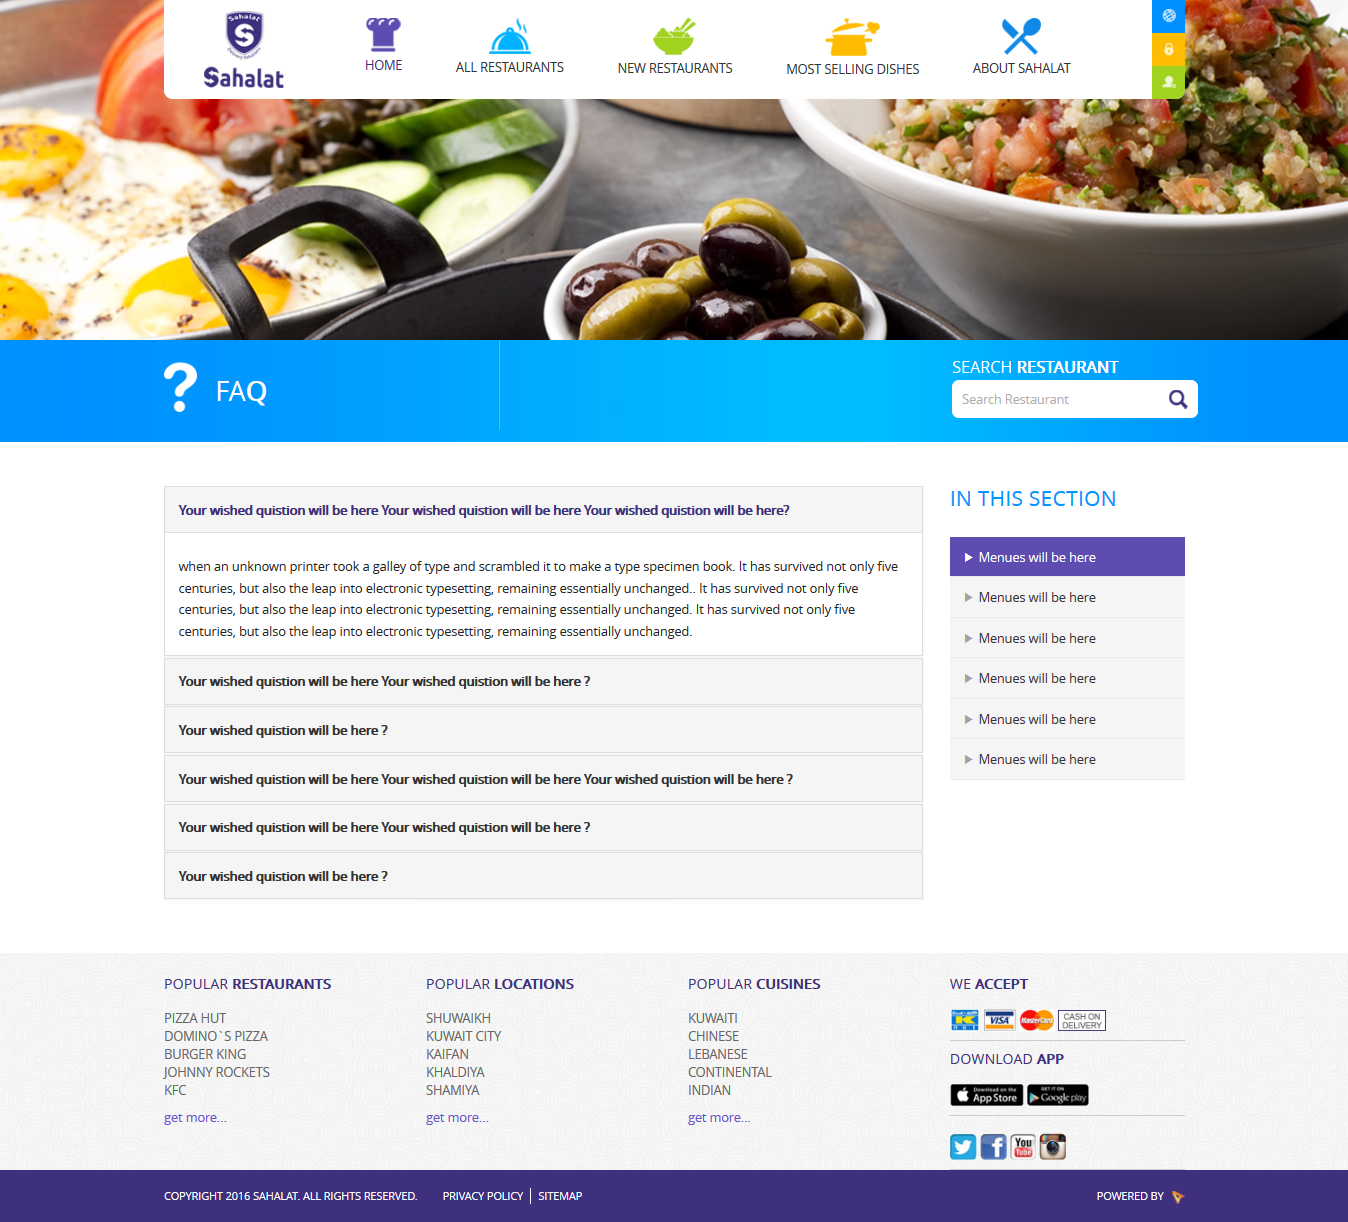 Sahalat
Sahalat
HOME
ALL RESTAURANTS
NEW RESTAURANTS
MOST SELLING DISHES
ABOUT SAHALAT
FAQ
SEARCH RESTAURANT
Search Restaurant
Your wished quistion will be here Your wished quistion will be here Your wished quistion will be here?
when an unknown printer took a galley of type and scrambled it to make a type specimen book. It has survived not only five
centuries, but also the leap into electronic typesetting, remaining essentially unchanged.. It has survived not only five
centuries, but also the leap into electronic typesetting, remaining essentially unchanged. It has survived not only five
centuries, but also the leap into electronic typesetting, remaining essentially unchanged.
Your wished quistion will be here Your wished quistion will be here ?
Your wished quistion will be here ?
Your wished quistion will be here Your wished quistion will be here Your wished quistion will be here ?
Your wished quistion will be here Your wished quistion will be here ?
Your wished quistion will be here ?
IN THIS SECTION
Menues will be here
Menues will be here
Menues will be here
Menues will be here
Menues will be here
Menues will be here
POPULAR RESTAURANTS
PIZZA HUT
DOMINO`S PIZZA
BURGER KING
JOHNNY ROCKETS
KFC
get more...
POPULAR LOCATIONS
SHUWAIKH
KUWAIT CITY
KAIFAN
KHALDIYA
SHAMIYA
get more...
POPULAR CUISINES
KUWAITI
CHINESE
LEBANESE
CONTINENTAL
INDIAN
get more...
WE ACCEPT
K NET VISA MasterCard CASH ON
DELIVERY
DOWNLOAD APP
Download on the
App Store
GET IT ON
Google play
You
Tube
COPYRIGHT 2016 SAHALAT. ALL RIGHTS RESERVED.
PRIVACY POLICY
SITEMAP
POWERED BY